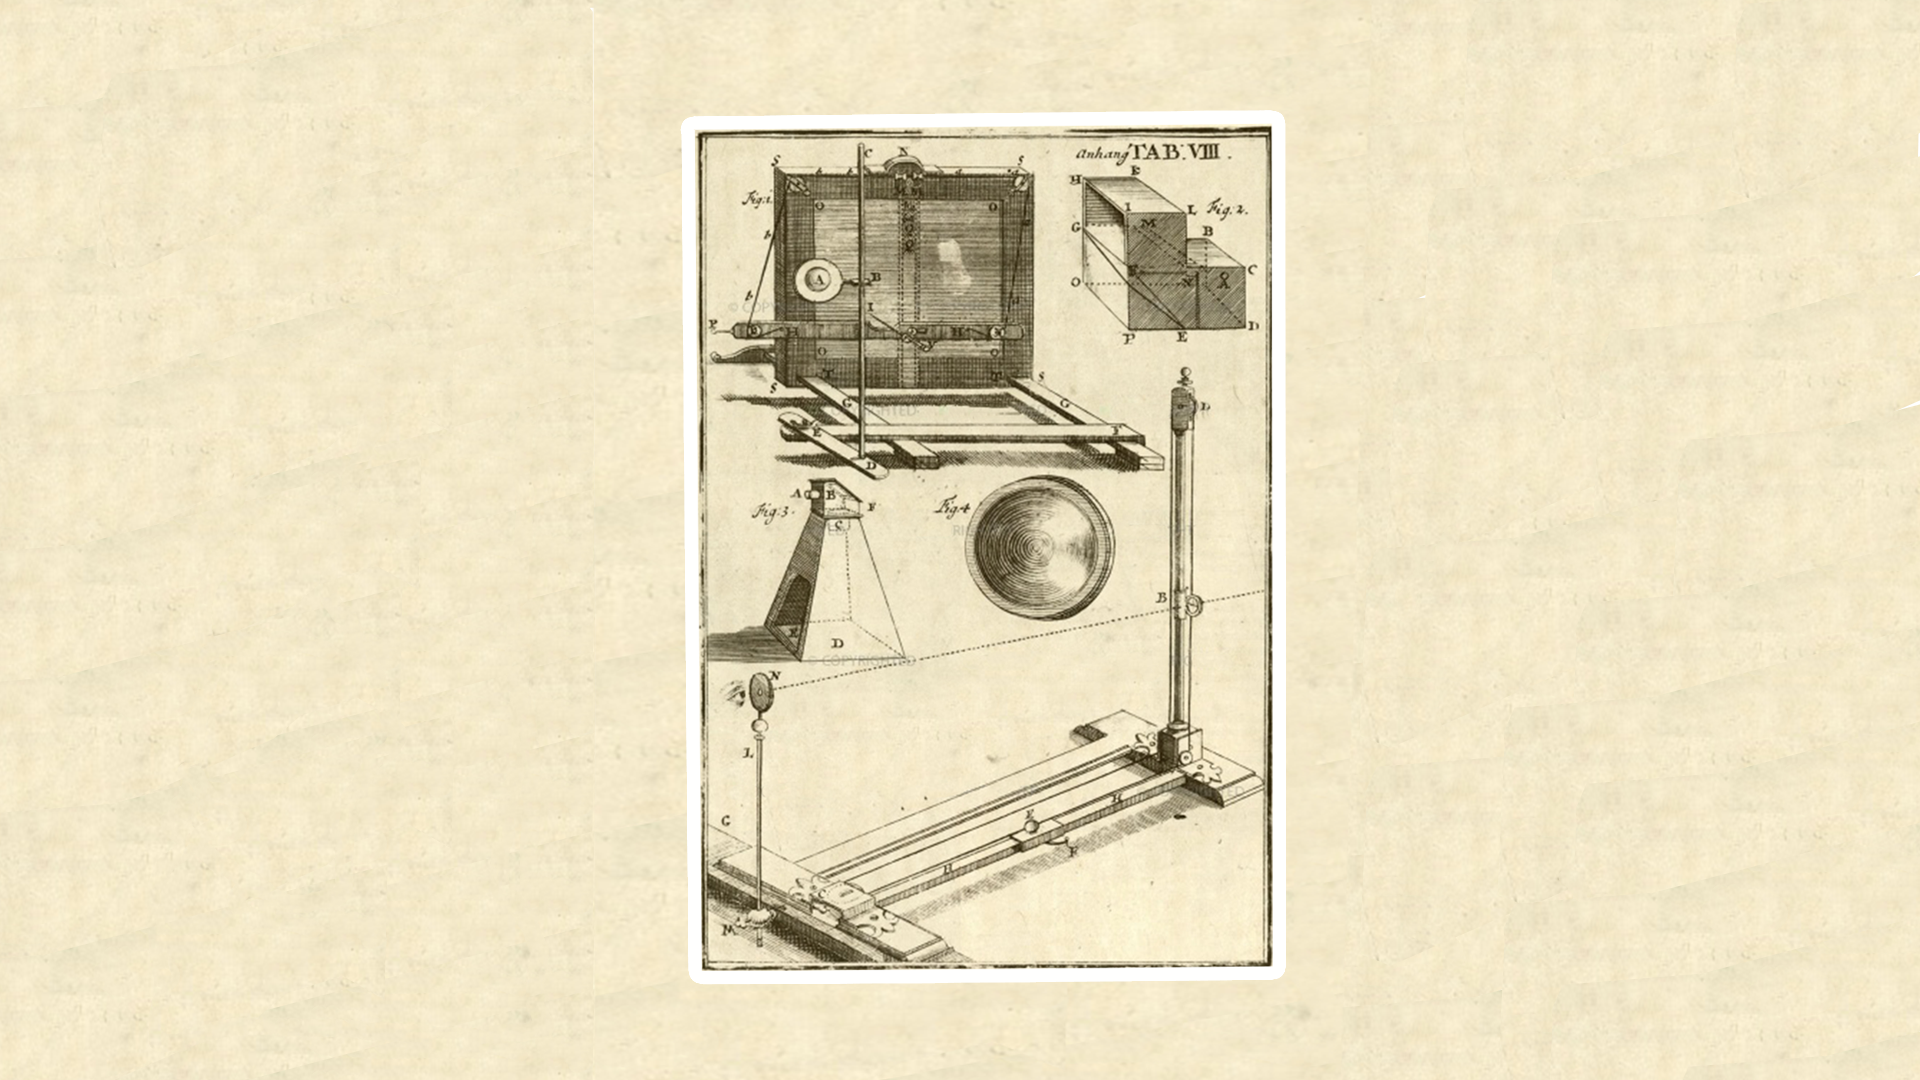 Anhang TAB. VIII.
S C N S
b b a a
H K
Fig: 1.
M M
O O
I L Fig: 2.
G M
b B
A B
C
O N A
b I a
F H H
P E D
O O
S T T S
G G
D
E F
D
A B
Fig: 3. F Fig: 4
C
B
E
D
© COPYRIGHTED
N
L
G
E H
F
H
C
M